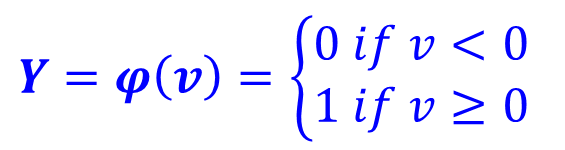 Y = φ(v) = {0 if v < 0
1 if v ≥ 0